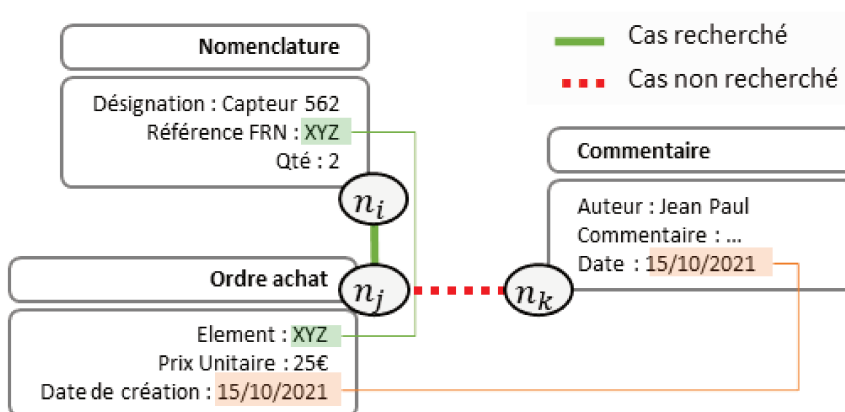 Nomenclature
Désignation : Capteur 562
Référence FRN : XYZ
Qté : 2
n_i
Cas recherché
Cas non recherché
Commentaire
Auteur : Jean Paul
Commentaire : ...
Date : 15/10/2021
n_k
Ordre achat
n_j
Element : XYZ
Prix Unitaire : 25€
Date de création : 15/10/2021